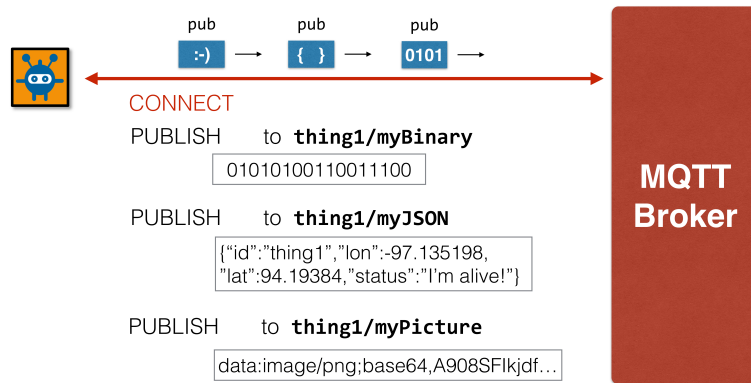 pub pub pub
:-) { } 0101
CONNECT
PUBLISH to thing1/myBinary
01010100110011100
PUBLISH to thing1/myJSON
{“id”:”thing1”,”lon”:-97.135198,
”lat”:94.19384,”status”:”I’m alive!”}
PUBLISH to thing1/myPicture
data:image/png;base64,A908SFIkjdf…
MQTT
Broker